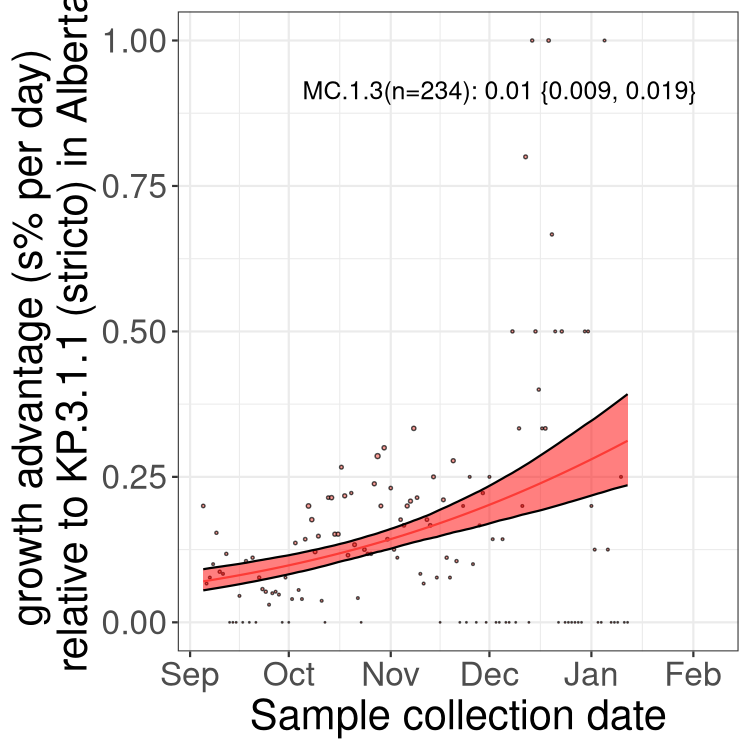 growth advantage (s% per day)
relative to KP.3.1.1 (stricto) in Alberta
1.00
0.75
0.50
0.25
0.00
MC.1.3(n=234): 0.01 {0.009, 0.019}
Sep Oct Nov Dec Jan Feb
Sample collection date